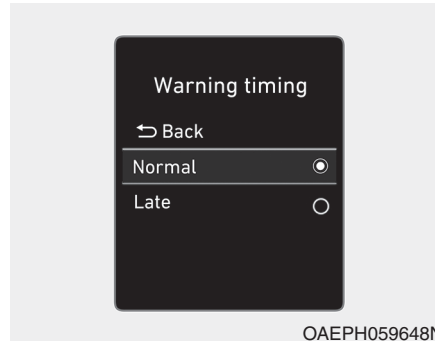 Warning timing
Back
Normal
Late
OAEPH059648N